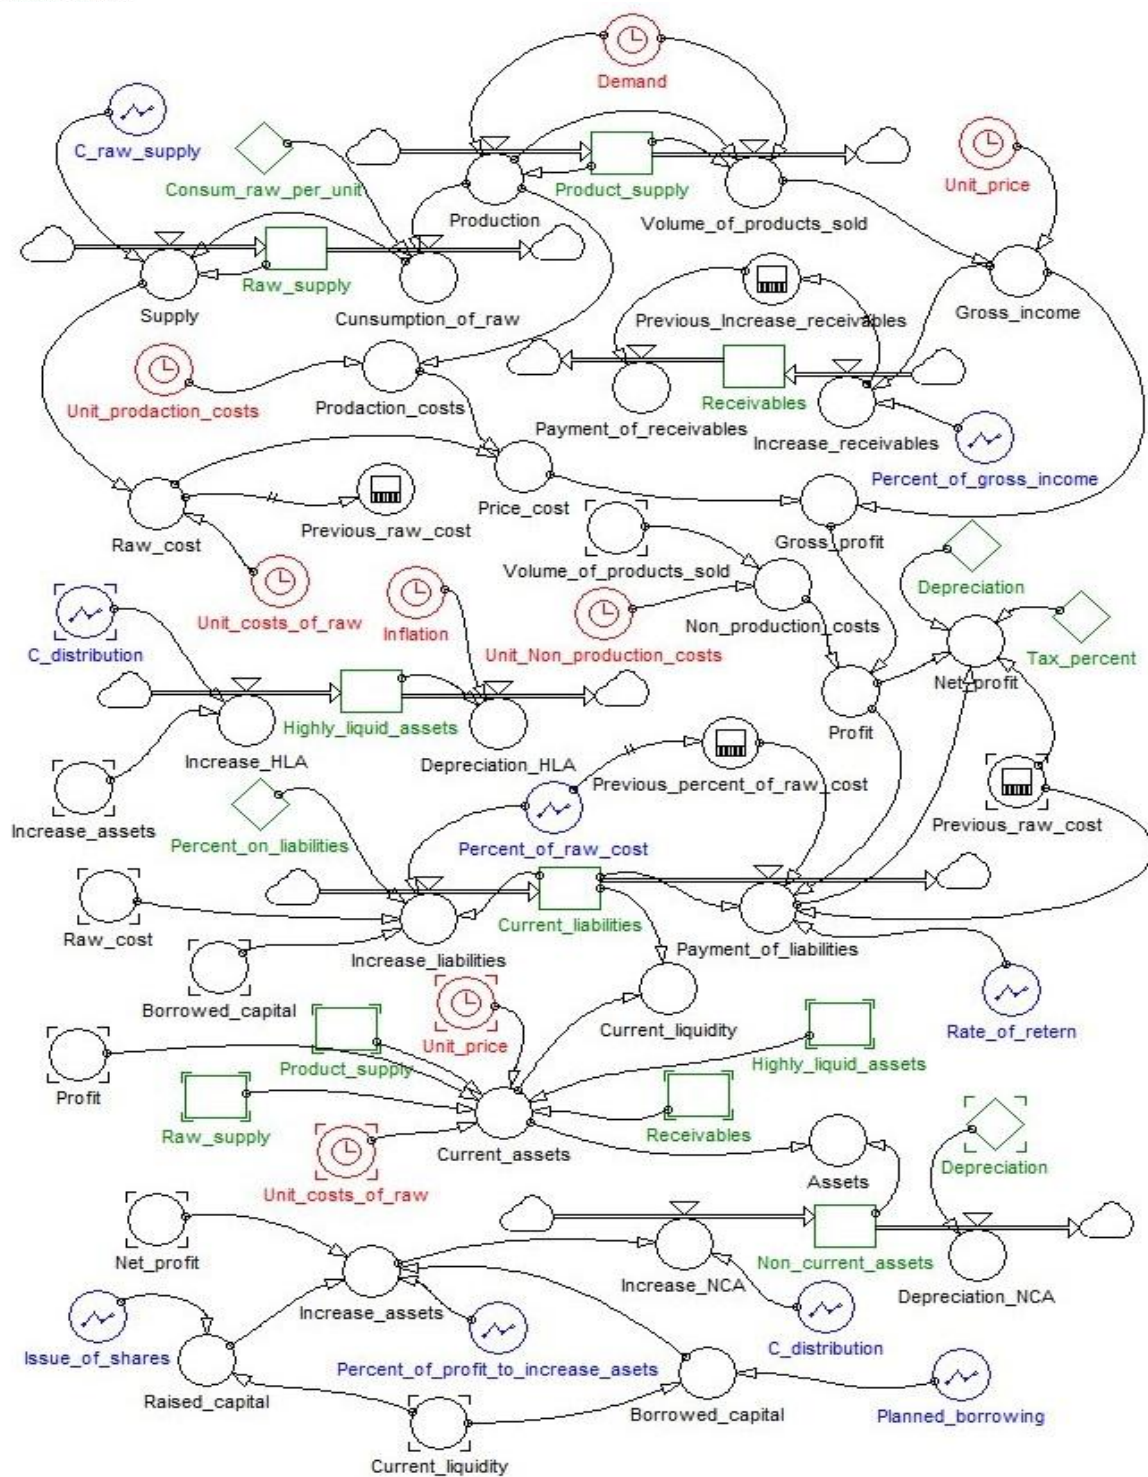 Demand
C_raw_supply
Consum_raw_per_unit
Production
Product_supply
Volume_of_products_sold
Unit_price
Supply
Raw_supply
Cunsumption_of_raw
Previous_Increase_receivables
Gross_income
Unit_prodaction_costs
Prodaction_costs
Payment_of_receivables
Receivables
Increase_receivables
Percent_of_gross_income
Raw_cost
Previous_raw_cost
Price_cost
Gross_profit
Volume_of_products_sold
Depreciation
Unit_costs_of_raw
Inflation
Unit_Non_production_costs
Non_production_costs
Tax_percent
C_distribution
Net_profit
Highly_liquid_assets
Profit
Increase_HLA
Depreciation_HLA
Previous_percent_of_raw_cost
Increase_assets
Percent_on_liabilities
Percent_of_raw_cost
Previous_raw_cost
Raw_cost
Current_liabilities
Increase_liabilities
Payment_of_liabilities
Borrowed_capital
Current_liquidity
Rate_of_retern
Unit_price
Product_supply
Highly_liquid_assets
Profit
Raw_supply
Current_assets
Receivables
Depreciation
Unit_costs_of_raw
Assets
Net_profit
Increase_assets
Increase_NCA
Non_current_assets
Depreciation_NCA
Issue_of_shares
Percent_of_profit_to_increase_asets
C_distribution
Raised_capital
Borrowed_capital
Planned_borrowing
Current_liquidity